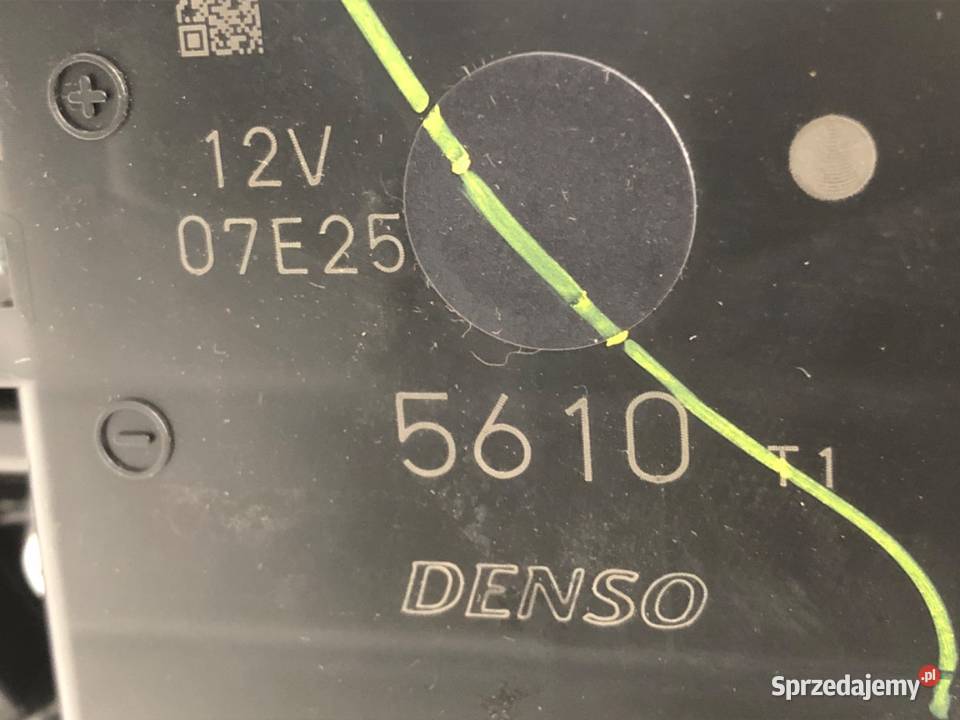 12V
07E25
5610 T1
DENSO
Sprzedajemy.pl